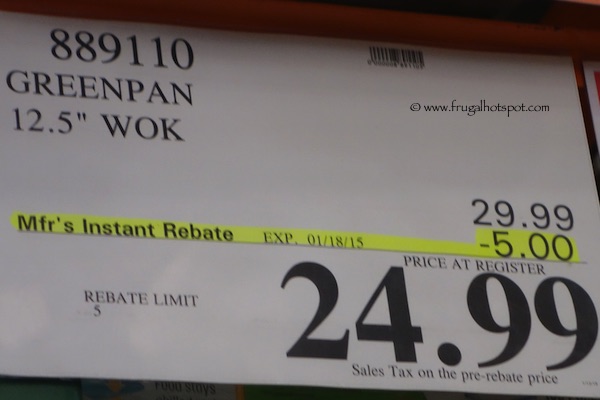 889110
GREENPAN
12.5" WOK
© www.frugalhotspot.com
29.99
Mfr's Instant Rebate EXP. 01/18/15 -5.00
PRICE AT REGISTER
24.99
REBATE LIMIT
5
Sales Tax on the pre-rebate price